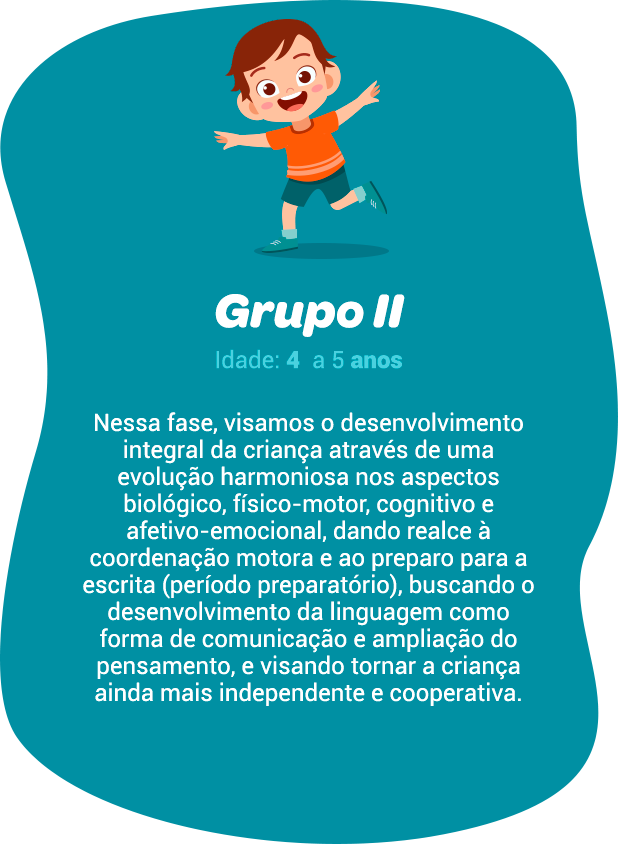 Grupo II
Idade: 4 a 5 anos
Nessa fase, visamos o desenvolvimento
integral da criança através de uma
evolução harmoniosa nos aspectos
biológico, físico-motor, cognitivo e
afetivo-emocional, dando realce à
coordenação motora e ao preparo para a
escrita (período preparatório), buscando o
desenvolvimento da linguagem como
forma de comunicação e ampliação do
pensamento, e visando tornar a criança
ainda mais independente e cooperativa.